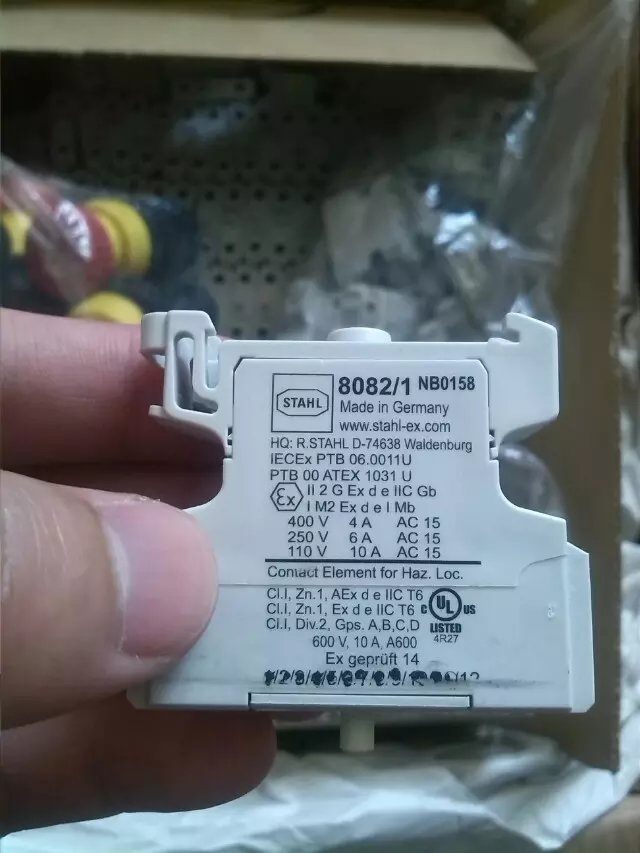 STAHL
8082/1 NB0158
Made in Germany
www.stahl-ex.com
HQ: R.STAHL D-74638 Waldenburg
IECEx PTB 06.0011U
PTB 00 ATEX 1031 U
Ex II 2 G Ex d e IIC Gb
I M2 Ex d e I Mb
400 V 4 A AC 15
250 V 6 A AC 15
110 V 10 A AC 15
Contact Element for Haz. Loc.
Cl.I, Zn.1, AEx d e IIC T6
Cl.I, Zn.1, Ex d e IIC T6
Cl.I, Div.2, Gps. A,B,C,D
c UL us
LISTED
4R27
600 V, 10 A, A600
Ex geprüft 14